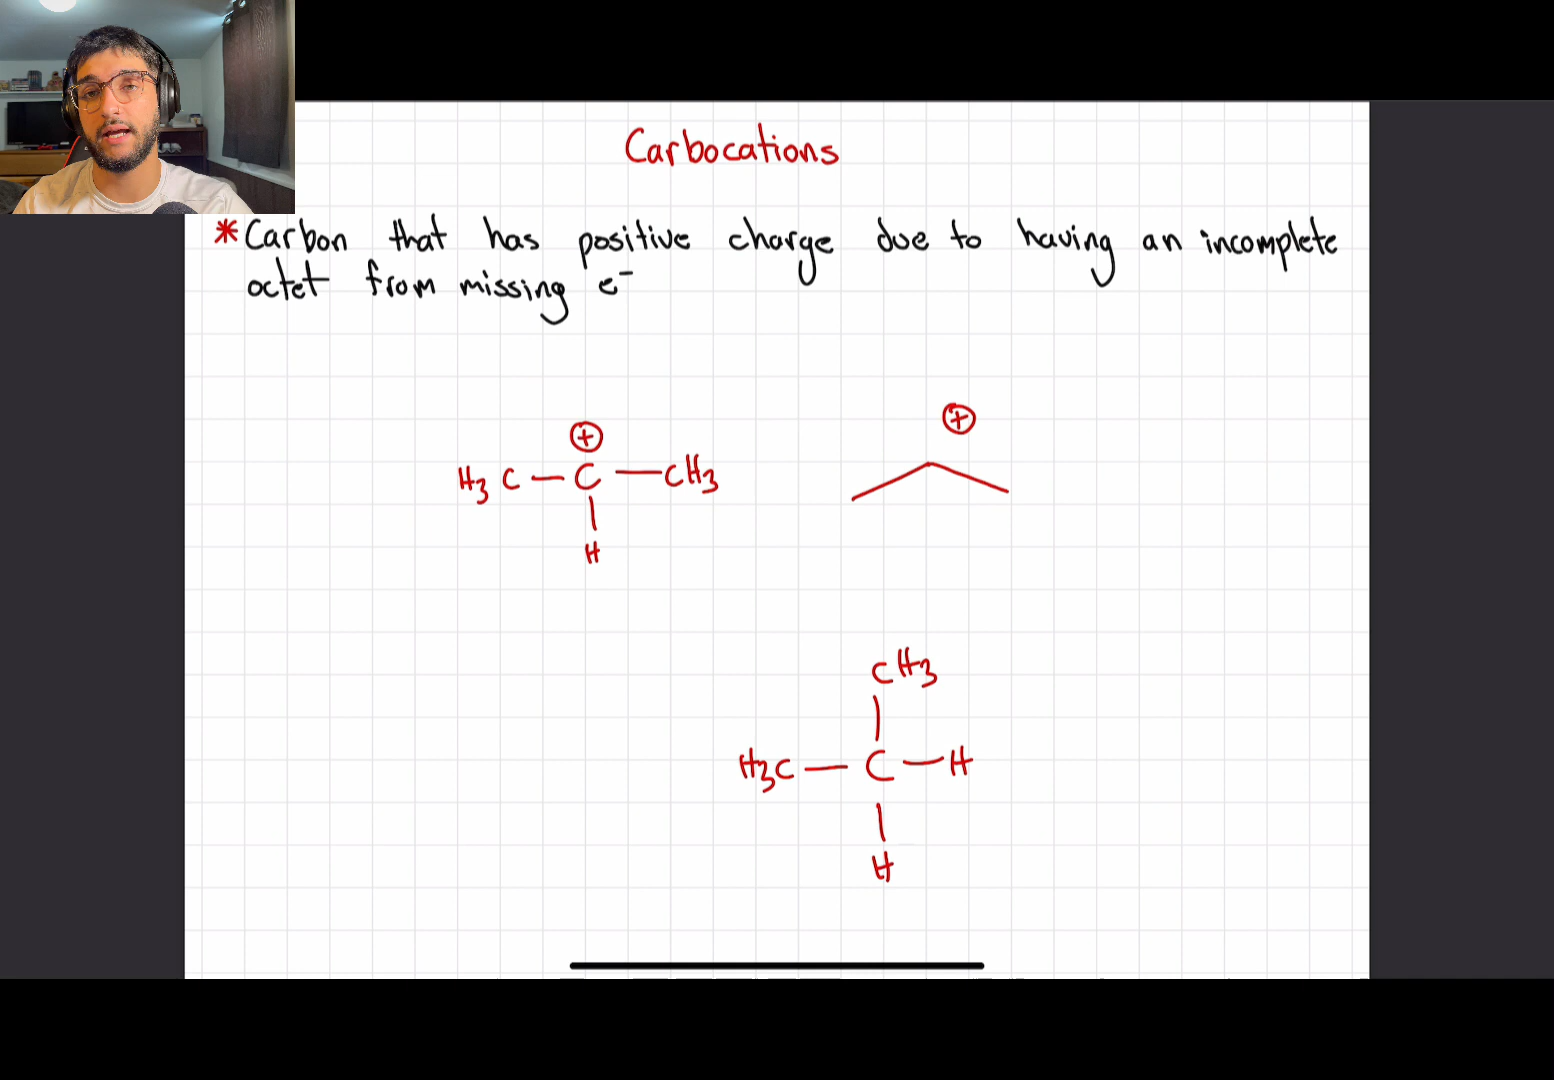 Carbocations
*Carbon that has positive charge due to having an incomplete
octet from missing e⁻
⊕
⊕
H₃C — C — CH₃
|
H
CH₃
|
H₃C — C — H
|
H